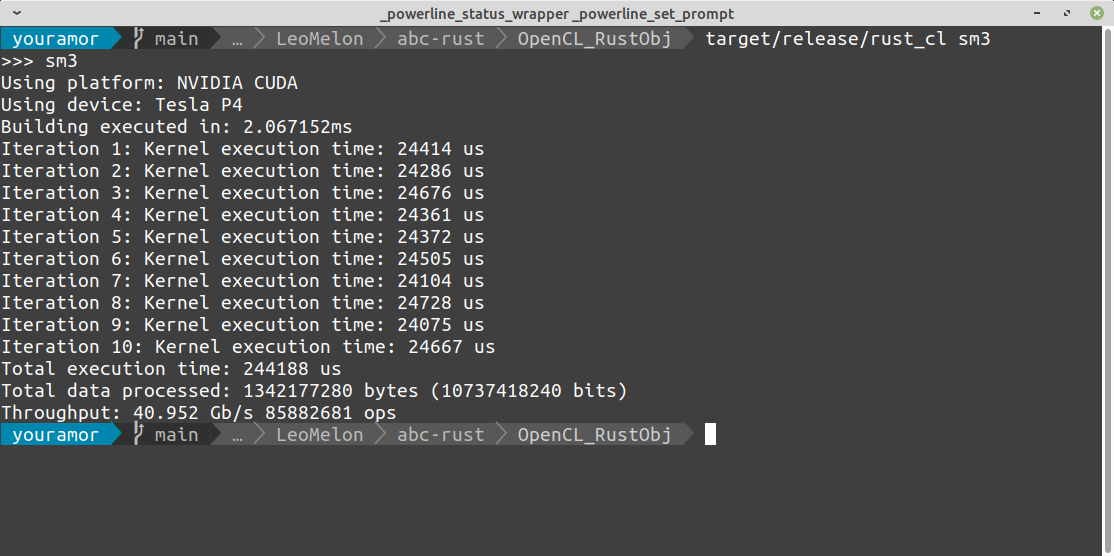 _powerline_status_wrapper _powerline_set_prompt
youramor main … LeoMelon abc-rust OpenCL_RustObj target/release/rust_cl sm3
>>> sm3
Using platform: NVIDIA CUDA
Using device: Tesla P4
Building executed in: 2.067152ms
Iteration 1: Kernel execution time: 24414 us
Iteration 2: Kernel execution time: 24286 us
Iteration 3: Kernel execution time: 24676 us
Iteration 4: Kernel execution time: 24361 us
Iteration 5: Kernel execution time: 24372 us
Iteration 6: Kernel execution time: 24505 us
Iteration 7: Kernel execution time: 24104 us
Iteration 8: Kernel execution time: 24728 us
Iteration 9: Kernel execution time: 24075 us
Iteration 10: Kernel execution time: 24667 us
Total execution time: 244188 us
Total data processed: 1342177280 bytes (10737418240 bits)
Throughput: 40.952 Gb/s 85882681 ops
youramor main … LeoMelon abc-rust OpenCL_RustObj